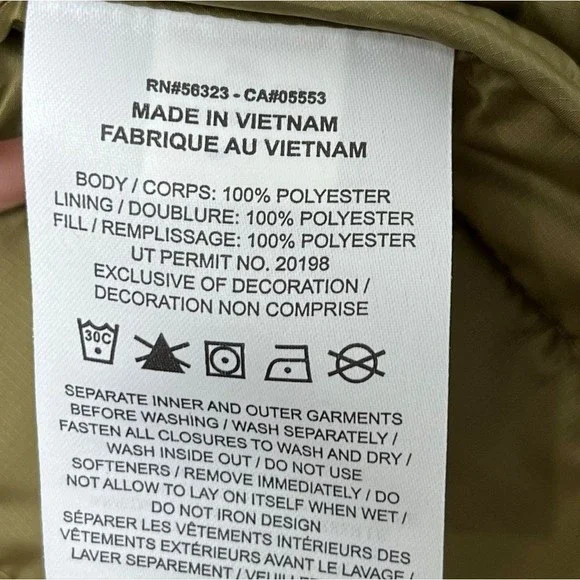 RN#56323 - CA#05553
MADE IN VIETNAM
FABRIQUE AU VIETNAM
BODY / CORPS: 100% POLYESTER
LINING / DOUBLURE: 100% POLYESTER
FILL / REMPLISSAGE: 100% POLYESTER
UT PERMIT NO. 20198
EXCLUSIVE OF DECORATION /
DECORATION NON COMPRISE
30C
SEPARATE INNER AND OUTER GARMENTS
BEFORE WASHING / WASH SEPARATELY /
FASTEN ALL CLOSURES TO WASH AND DRY /
WASH INSIDE OUT / DO NOT USE
SOFTENERS / REMOVE IMMEDIATELY / DO
NOT ALLOW TO LAY ON ITSELF WHEN WET /
DO NOT IRON DESIGN
SÉPARER LES VÊTEMENTS INTÉRIEURS DES
VÊTEMENTS EXTÉRIEURS AVANT LE LAVAGE /
LAVER SÉPARÉMENT /